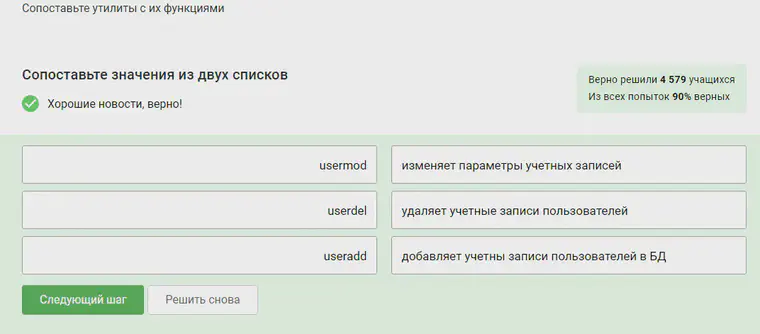 Сопоставьте утилиты с их функциями
Сопоставьте значения из двух списков
Хорошие новости, верно!
Верно решили 4 579 учащихся
Из всех попыток 90% верных
usermod
изменяет параметры учетных записей
userdel
удаляет учетные записи пользователей
useradd
добавляет учетны записи пользователей в БД
Следующий шаг
Решить снова